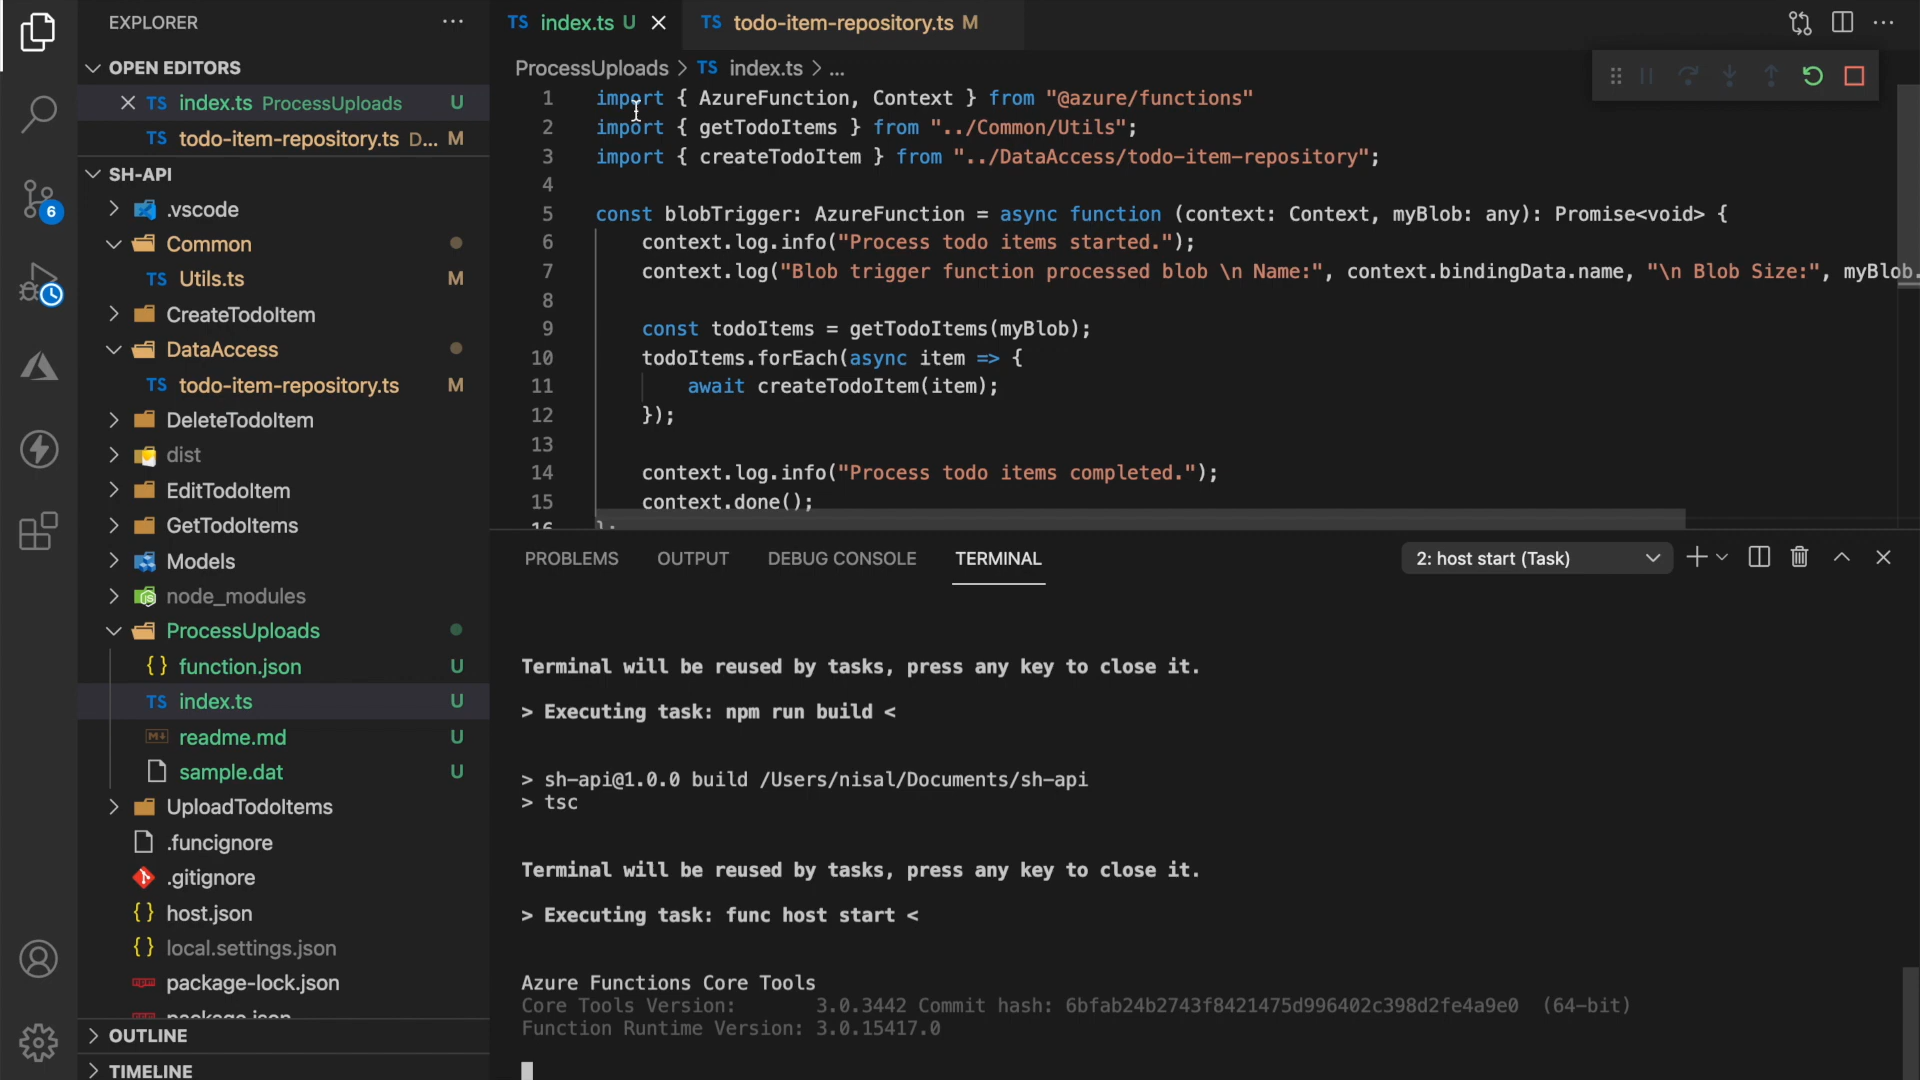 EXPLORER
OPEN EDITORS
TS index.ts ProcessUploads U
TS todo-item-repository.ts D... M
SH-API
.vscode
Common
TS Utils.ts M
CreateTodoItem
DataAccess
TS todo-item-repository.ts M
DeleteTodoItem
dist
EditTodoItem
GetTodoItems
Models
node_modules
ProcessUploads
{} function.json U
TS index.ts U
M↓ readme.md U
sample.dat U
UploadTodoItems
.funcignore
.gitignore
{} host.json
{} local.settings.json
npm package-lock.json
package.json
OUTLINE
TIMELINE
6
TS index.ts U
TS todo-item-repository.ts M
ProcessUploads > TS index.ts > ...
1 import { AzureFunction, Context } from "@azure/functions"
2 import { getTodoItems } from "../Common/Utils";
3 import { createTodoItem } from "../DataAccess/todo-item-repository";
4
5 const blobTrigger: AzureFunction = async function (context: Context, myBlob: any): Promise<void> {
6 context.log.info("Process todo items started.");
7 context.log("Blob trigger function processed blob \n Name:", context.bindingData.name, "\n Blob Size:", myBlob.
8
9 const todoItems = getTodoItems(myBlob);
10 todoItems.forEach(async item => {
11 await createTodoItem(item);
12 });
13
14 context.log.info("Process todo items completed.");
15 context.done();
16 };
PROBLEMS OUTPUT DEBUG CONSOLE TERMINAL 2: host start (Task)
Terminal will be reused by tasks, press any key to close it.
> Executing task: npm run build <
> sh-api@1.0.0 build /Users/nisal/Documents/sh-api
> tsc
Terminal will be reused by tasks, press any key to close it.
> Executing task: func host start <
Azure Functions Core Tools
Core Tools Version: 3.0.3442 Commit hash: 6bfab24b2743f8421475d996402c398d2fe4a9e0 (64-bit)
Function Runtime Version: 3.0.15417.0